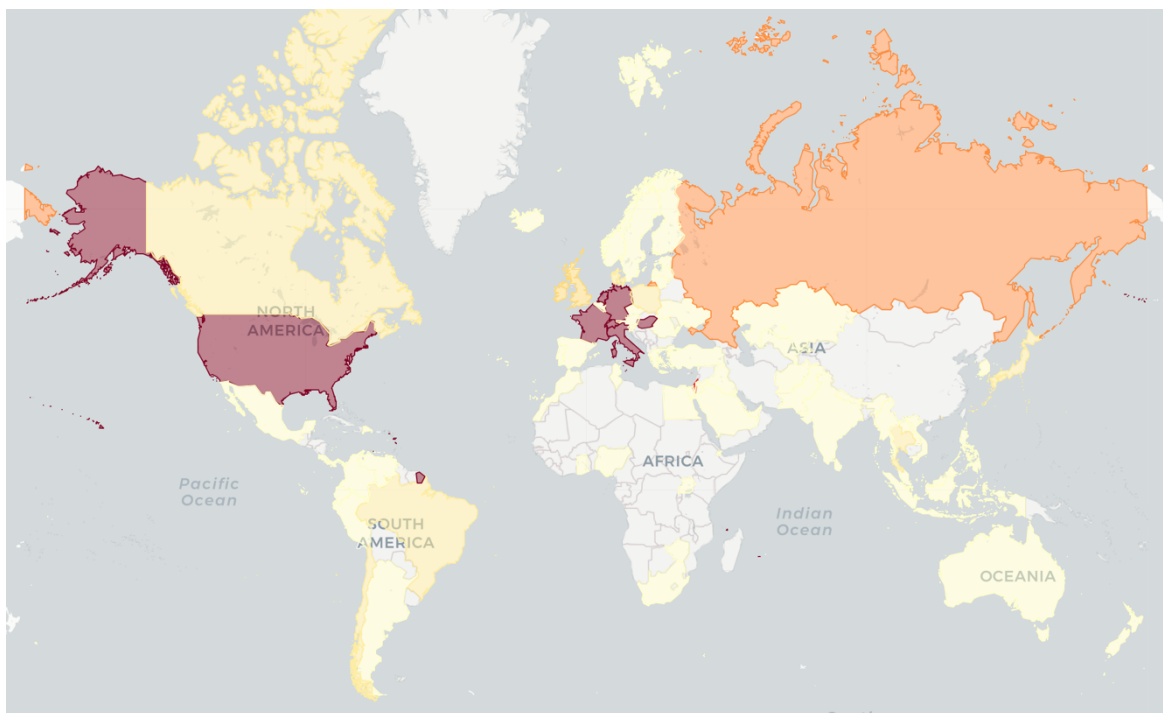 NORTH
AMERICA
ASIA
AFRICA
Pacific
Ocean
Indian
Ocean
SOUTH
AMERICA
OCEANIA